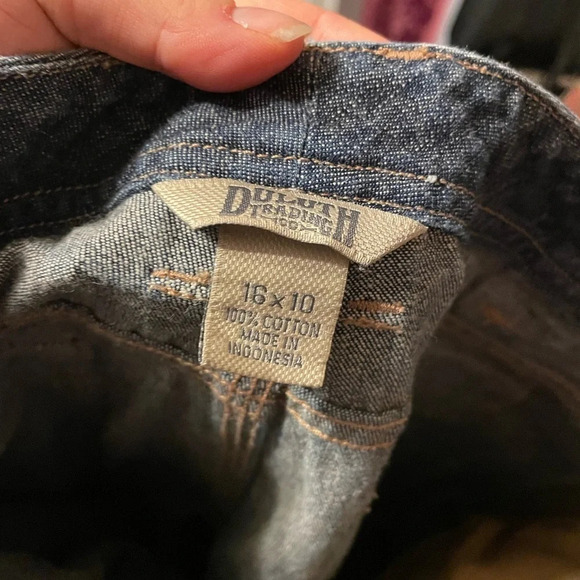 DULUTH
TRADING
CO
16 x 10
100% COTTON
MADE IN
INDONESIA